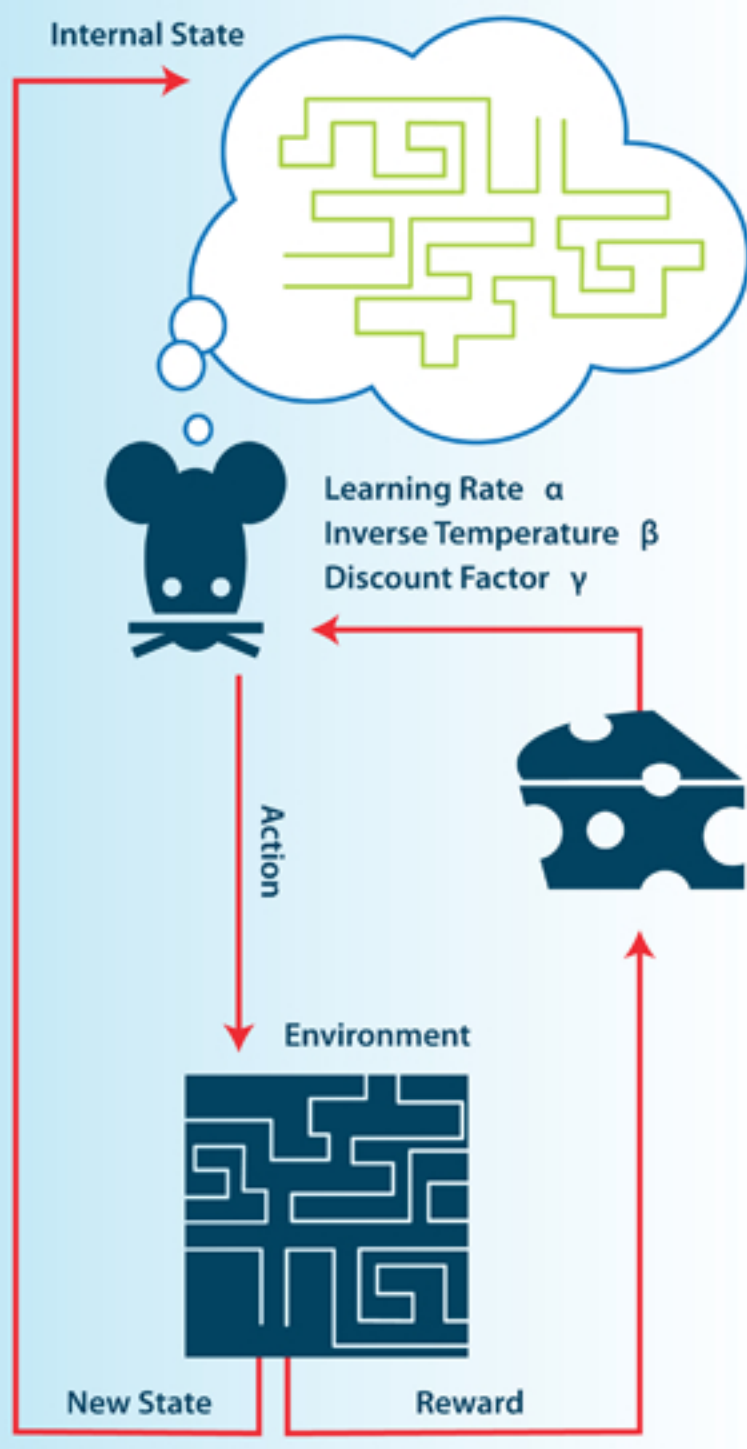 Internal State
Learning Rate α
Inverse Temperature β
Discount Factor γ
Action
Environment
New State
Reward